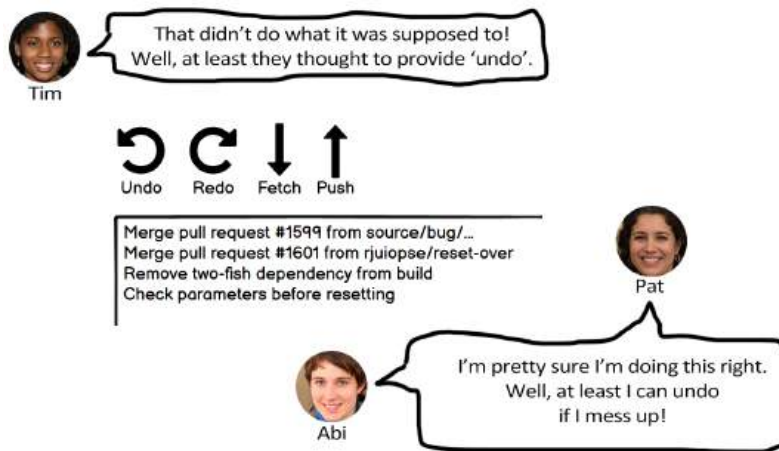 That didn’t do what it was supposed to!
Well, at least they thought to provide ‘undo’.
Tim
Undo Redo Fetch Push
Merge pull request #1599 from source/bug/...
Merge pull request #1601 from rjuiopse/reset-over
Remove two-fish dependency from build
Check parameters before resetting
Pat
I’m pretty sure I’m doing this right.
Well, at least I can undo
if I mess up!
Abi